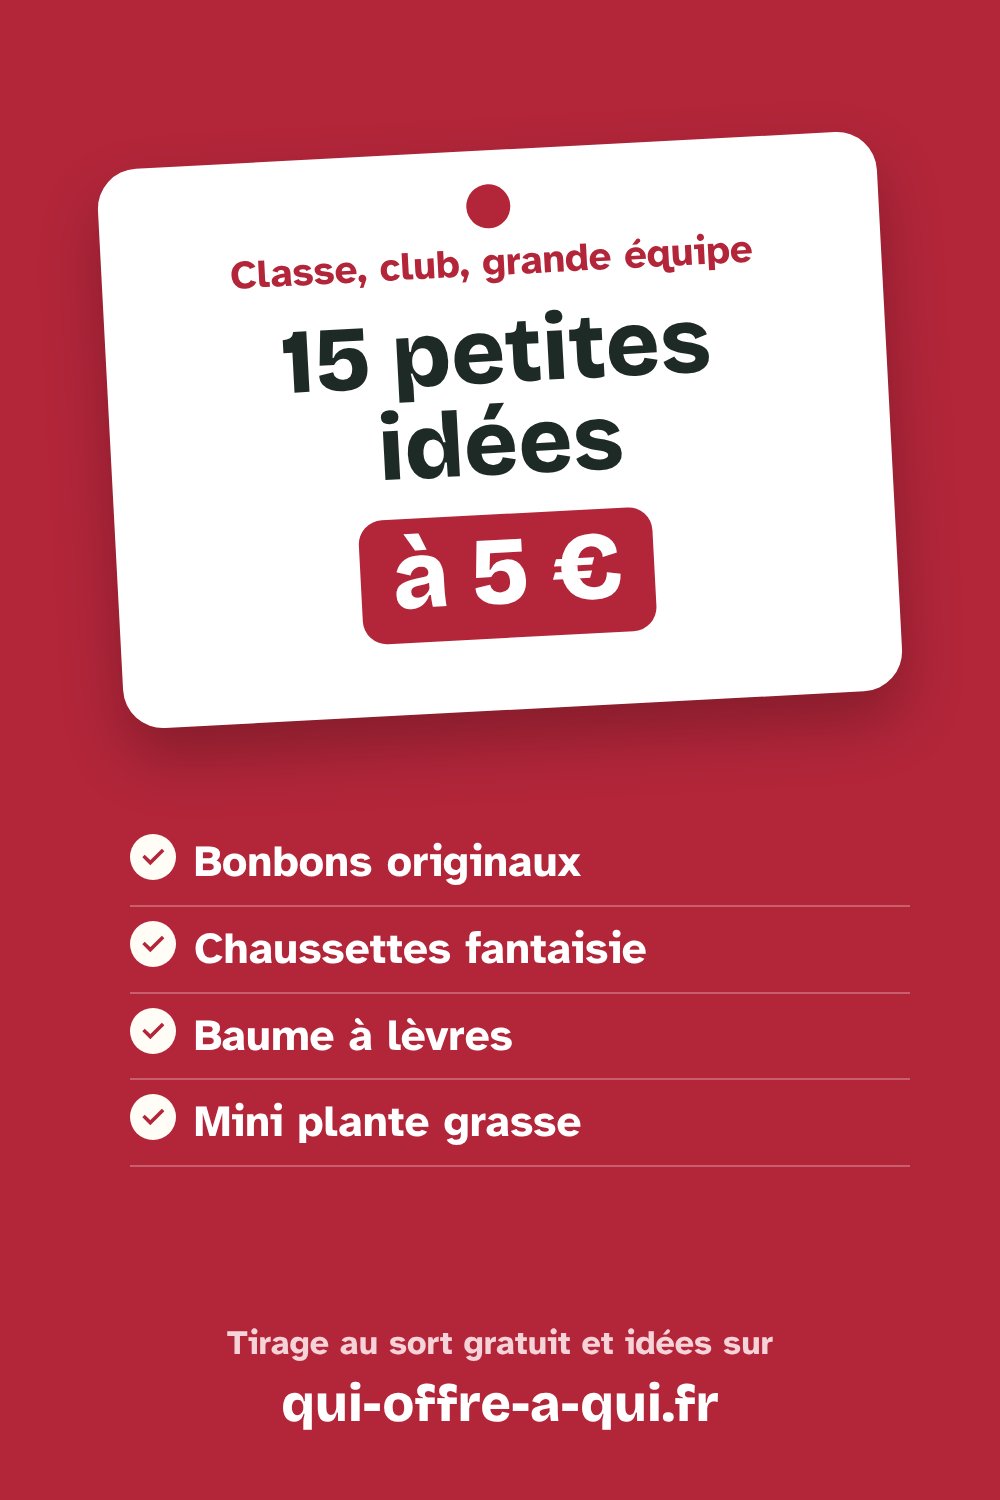 Classe, club, grande équipe
15 petites
idées
à 5 €
Bonbons originaux
Chaussettes fantaisie
Baume à lèvres
Mini plante grasse
Tirage au sort gratuit et idées sur
qui-offre-a-qui.fr